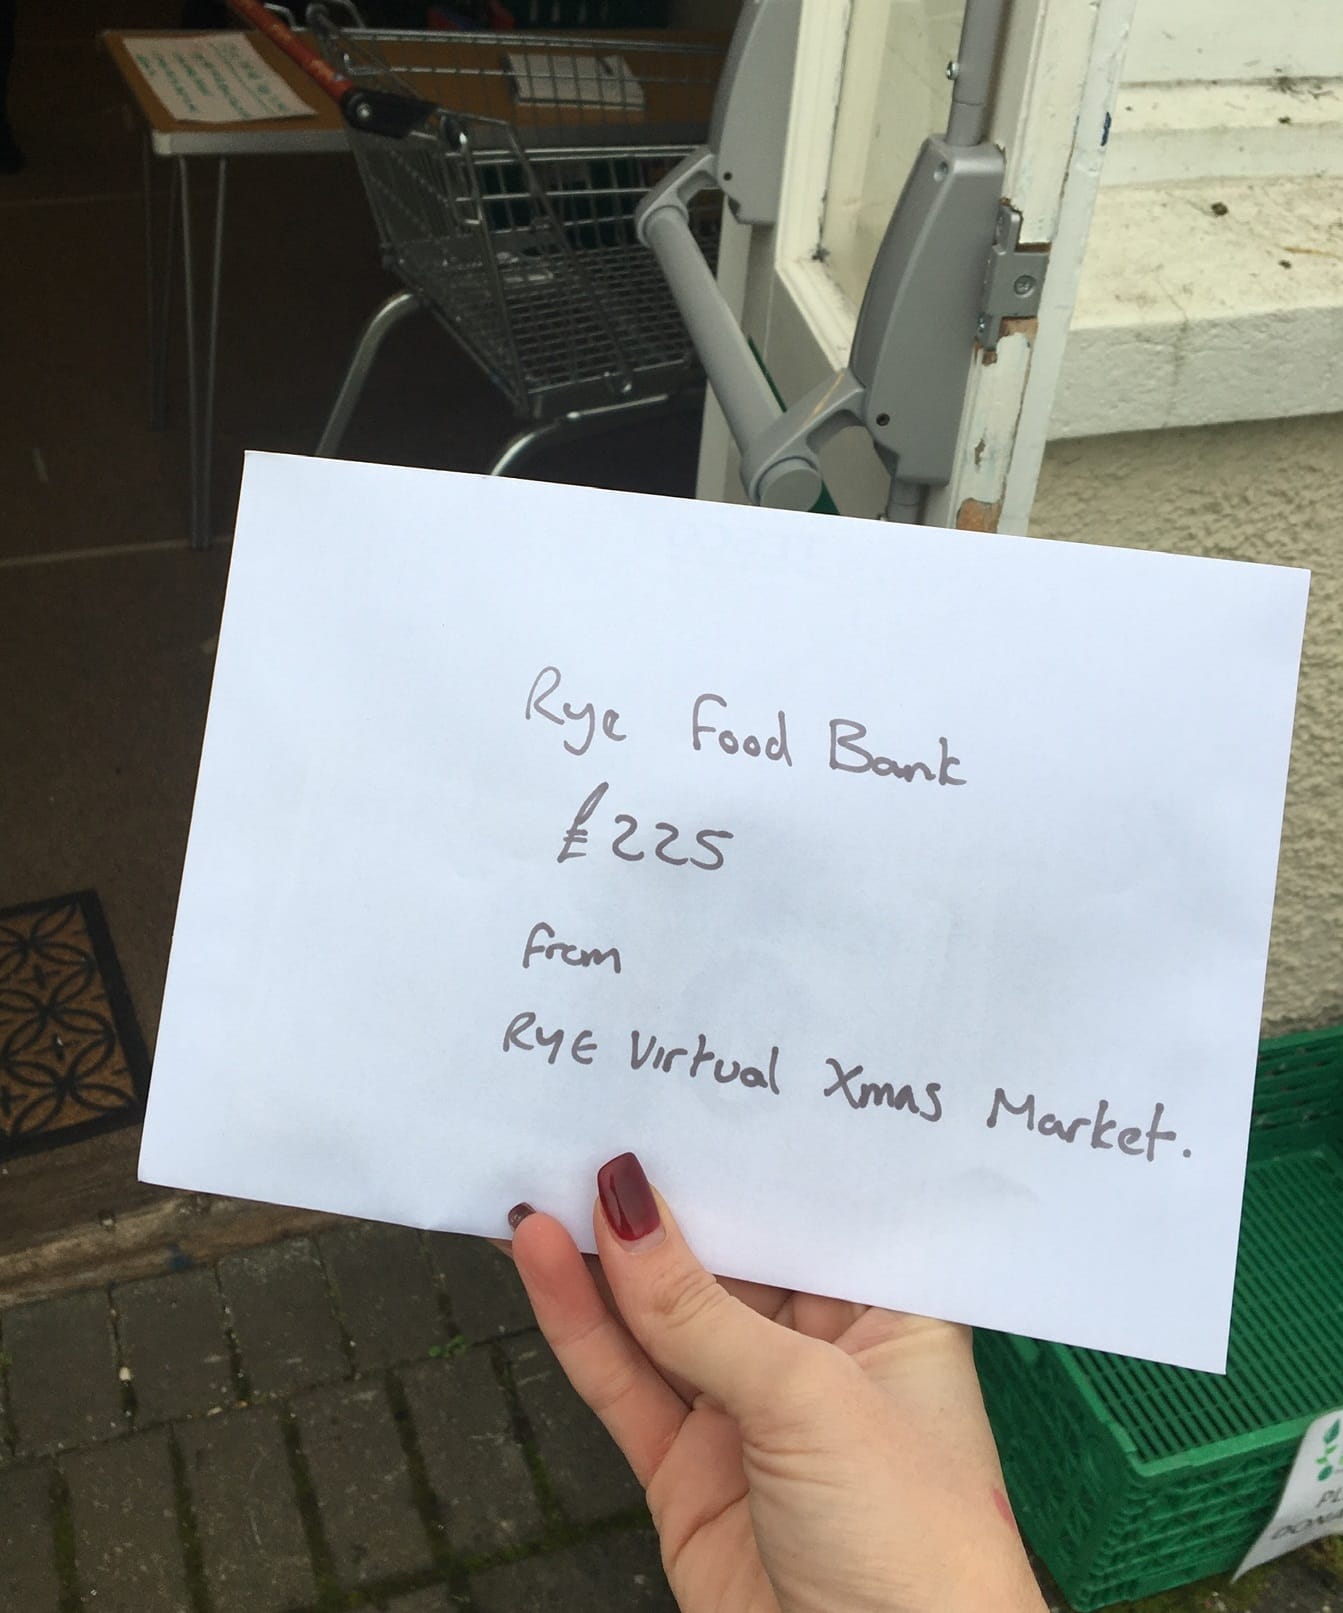 Rye Food Bank
£225
From
RYE Virtual Xmas Market.